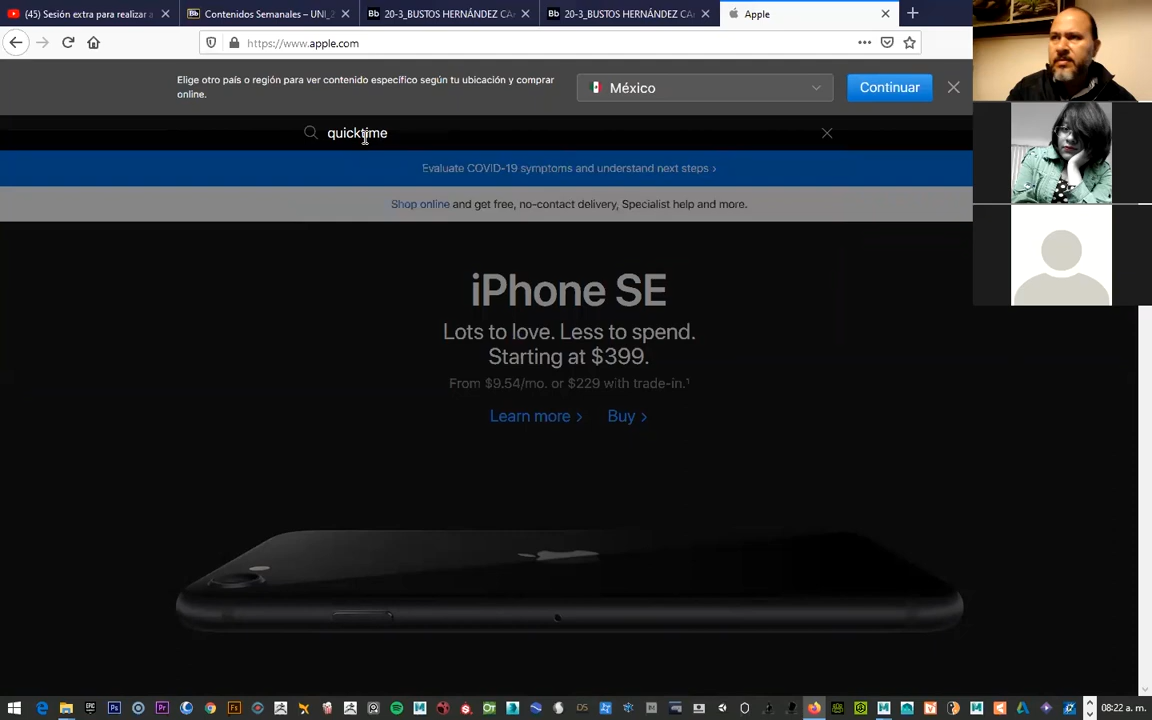 (45) Sesión extra para realizar a
Contenidos Semanales – UNI_
20-3_BUSTOS HERNÁNDEZ CA
20-3_BUSTOS HERNÁNDEZ CA
Apple
https://www.apple.com
Elige otro país o región para ver contenido específico según tu ubicación y comprar
online.
México
Continuar
quicktime
Evaluate COVID-19 symptoms and understand next steps ›
Shop online and get free, no-contact delivery, Specialist help and more.
iPhone SE
Lots to love. Less to spend.
Starting at $399.
From $9.54/mo. or $229 with trade-in.¹
Learn more ›
Buy ›
08:22 a. m.